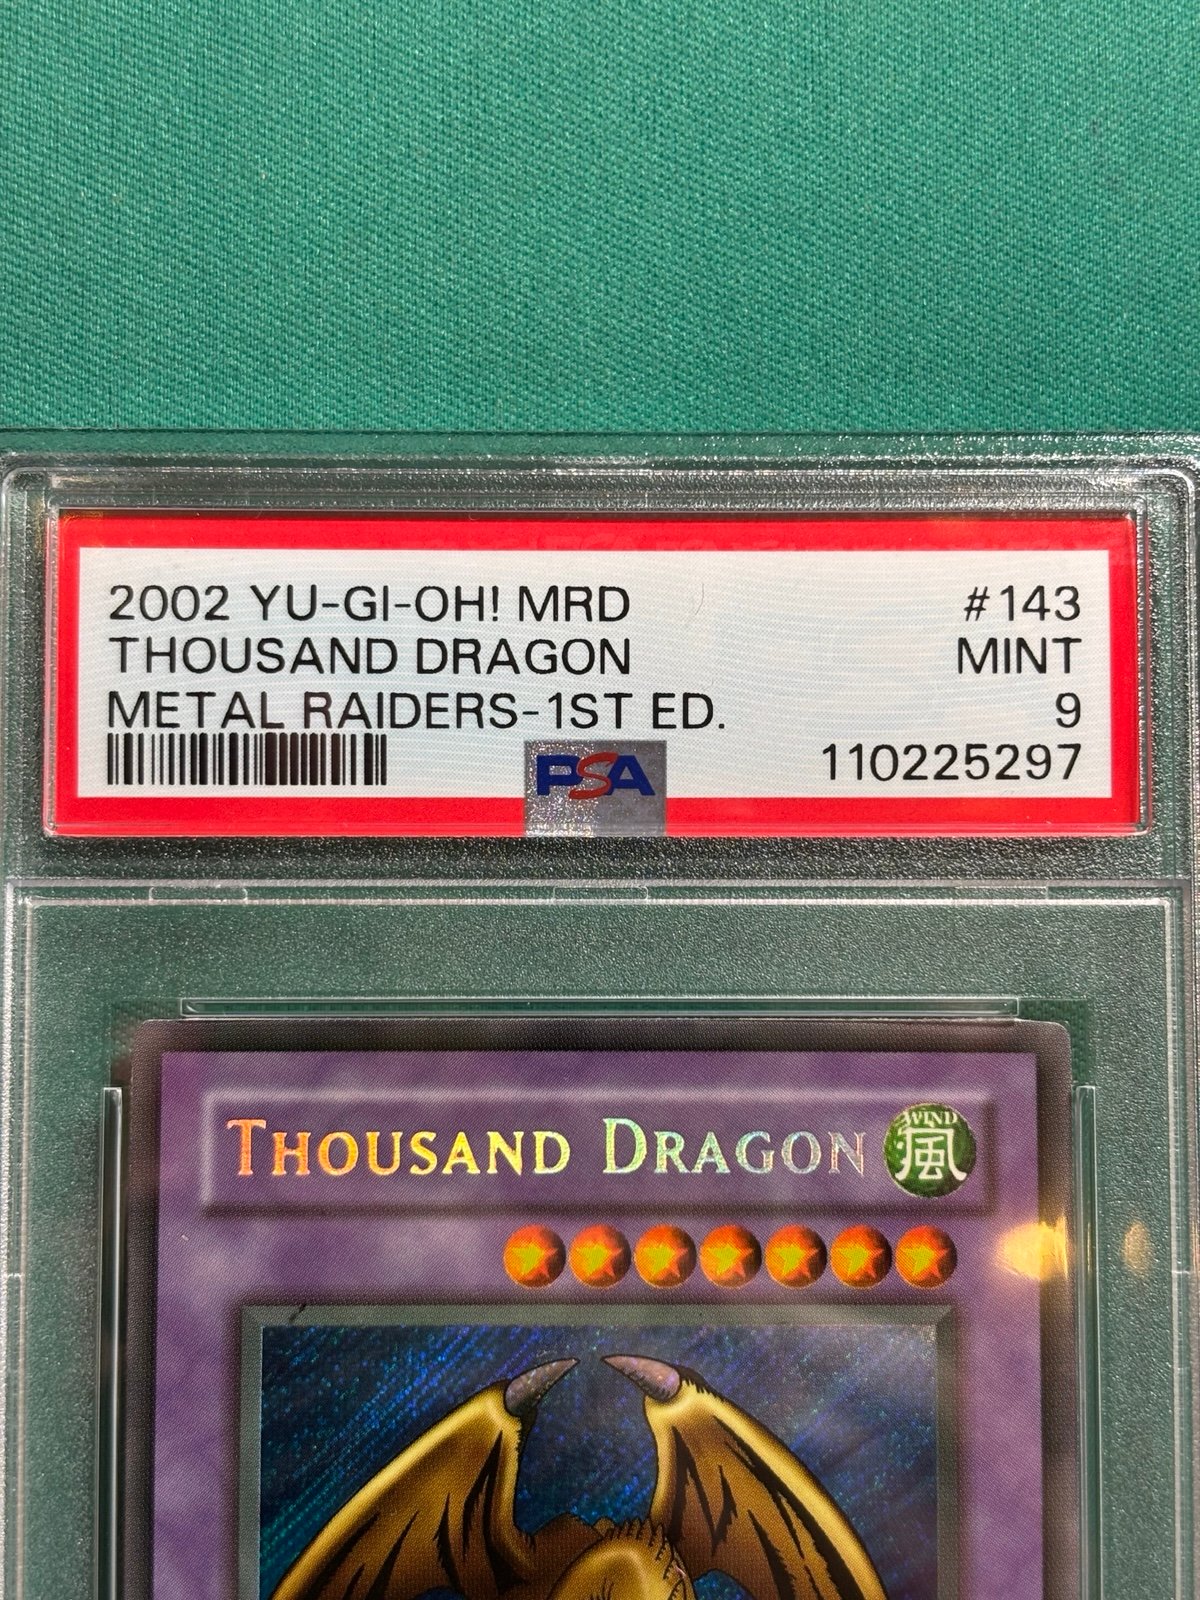 2002 YU-GI-OH! MRD #143
THOUSAND DRAGON MINT
METAL RAIDERS-1ST ED. 9
PSA 110225297
THOUSAND DRAGON
WIND
風